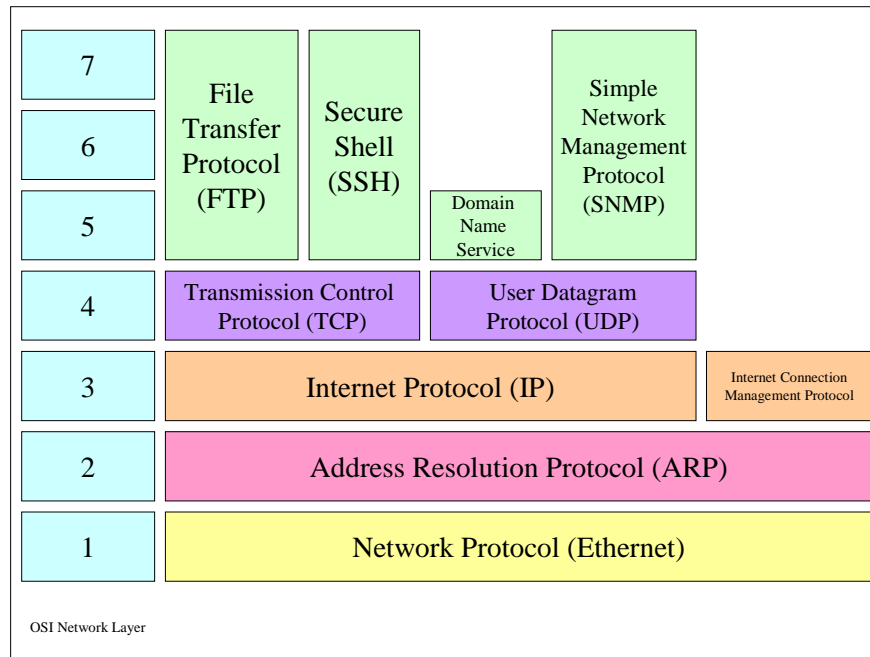 7
6
5
4
3
2
1
File
Transfer
Protocol
(FTP)
Secure
Shell
(SSH)
Domain
Name
Service
Simple
Network
Management
Protocol
(SNMP)
Transmission Control
Protocol (TCP)
User Datagram
Protocol (UDP)
Internet Protocol (IP)
Internet Connection
Management Protocol
Address Resolution Protocol (ARP)
Network Protocol (Ethernet)
OSI Network Layer